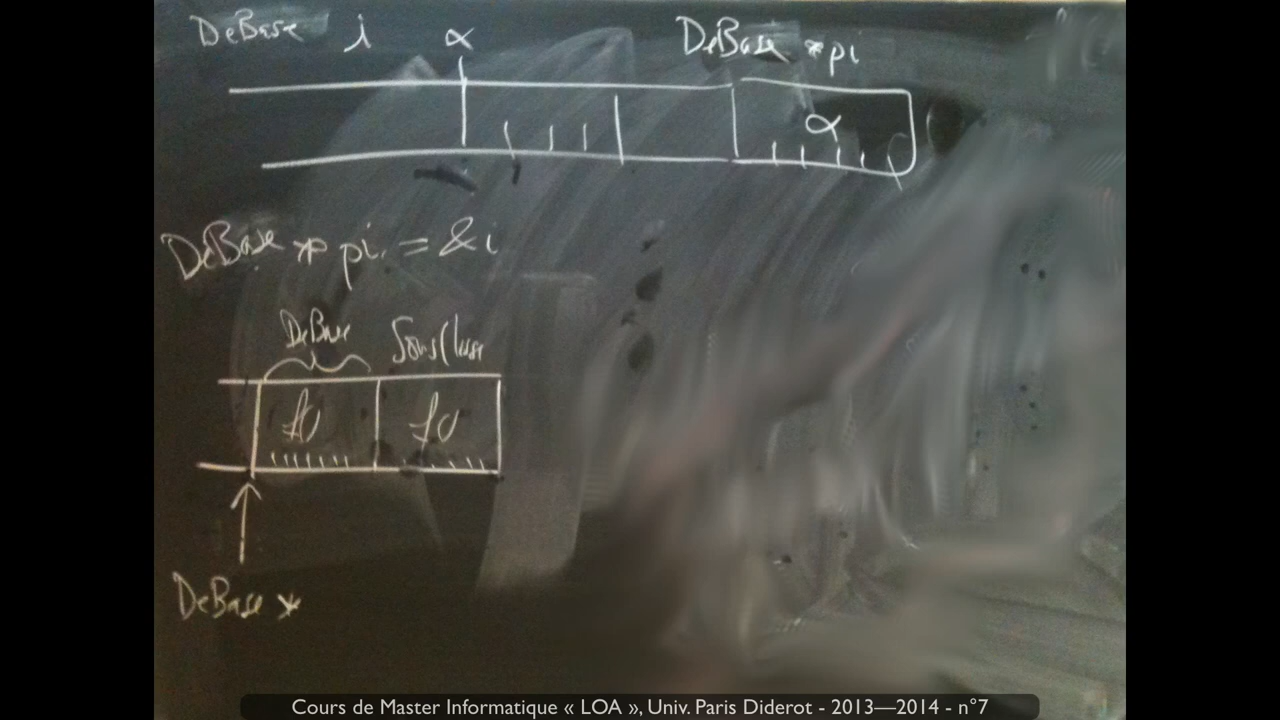 DeBase i α DeBase *pi
α
DeBase * pi = &i
DeBase SousClasse
f() f()
DeBase *
Cours de Master Informatique « LOA », Univ. Paris Diderot - 2013—2014 - n°7